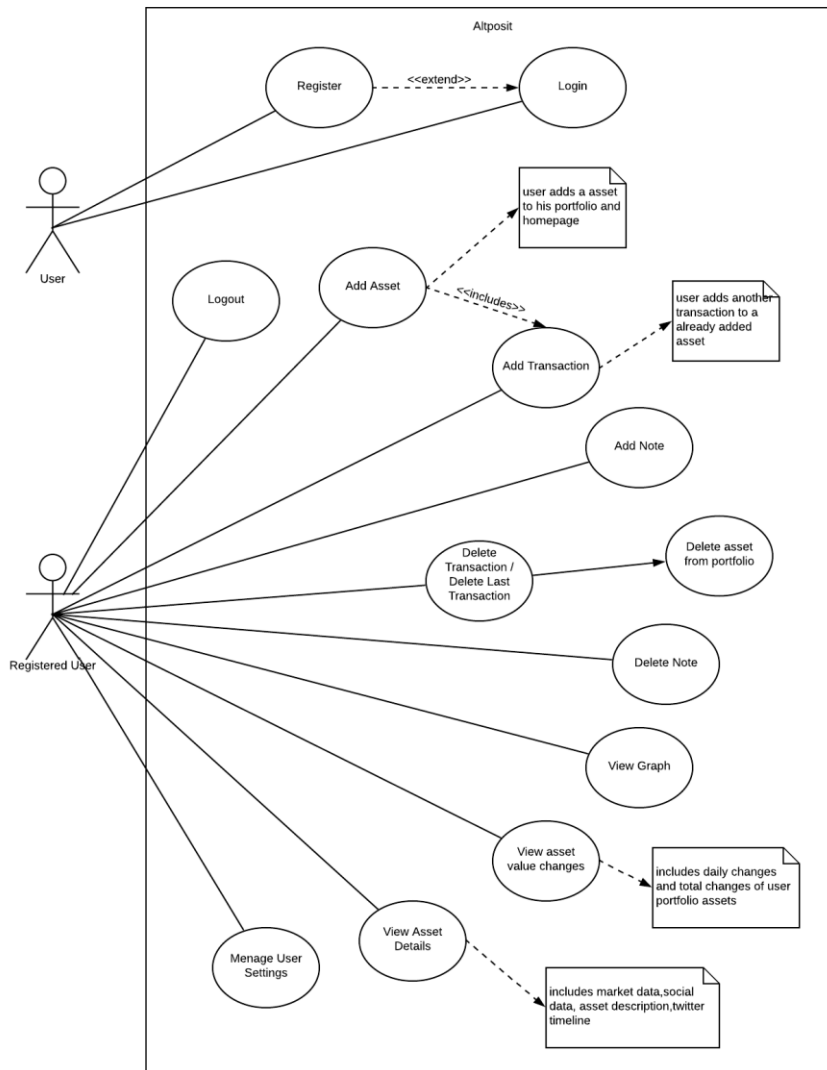 Altposit
Register
<<extend>>
Login
user adds a asset
to his portfolio and
homepage
User
Logout
Add Asset
<<includes>>
user adds another
transaction to a
already added
asset
Add Transaction
Add Note
Delete
Transaction /
Delete Last
Transaction
Delete asset
from portfolio
Registered User
Delete Note
View Graph
View asset
value changes
includes daily changes
and total changes of user
portfolio assets
View Asset
Details
Menage User
Settings
includes market data,social
data, asset description,twitter
timeline